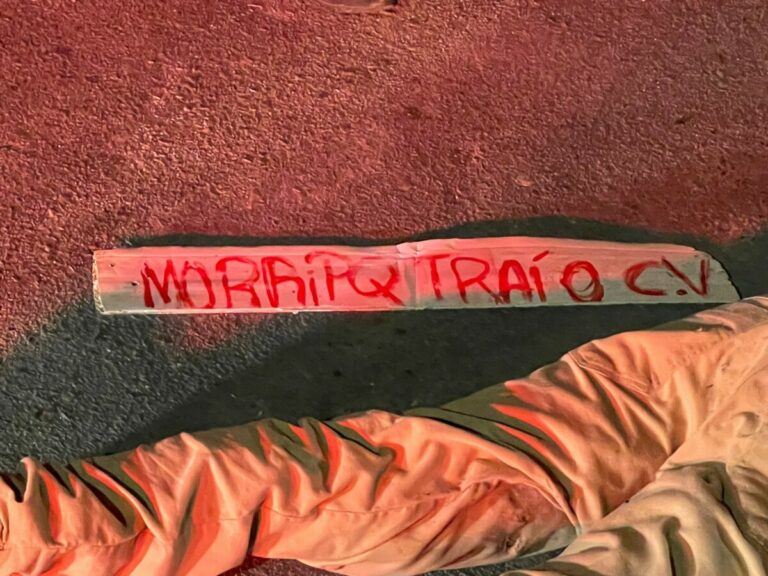 MORRi PQ TRAÍ O C.V